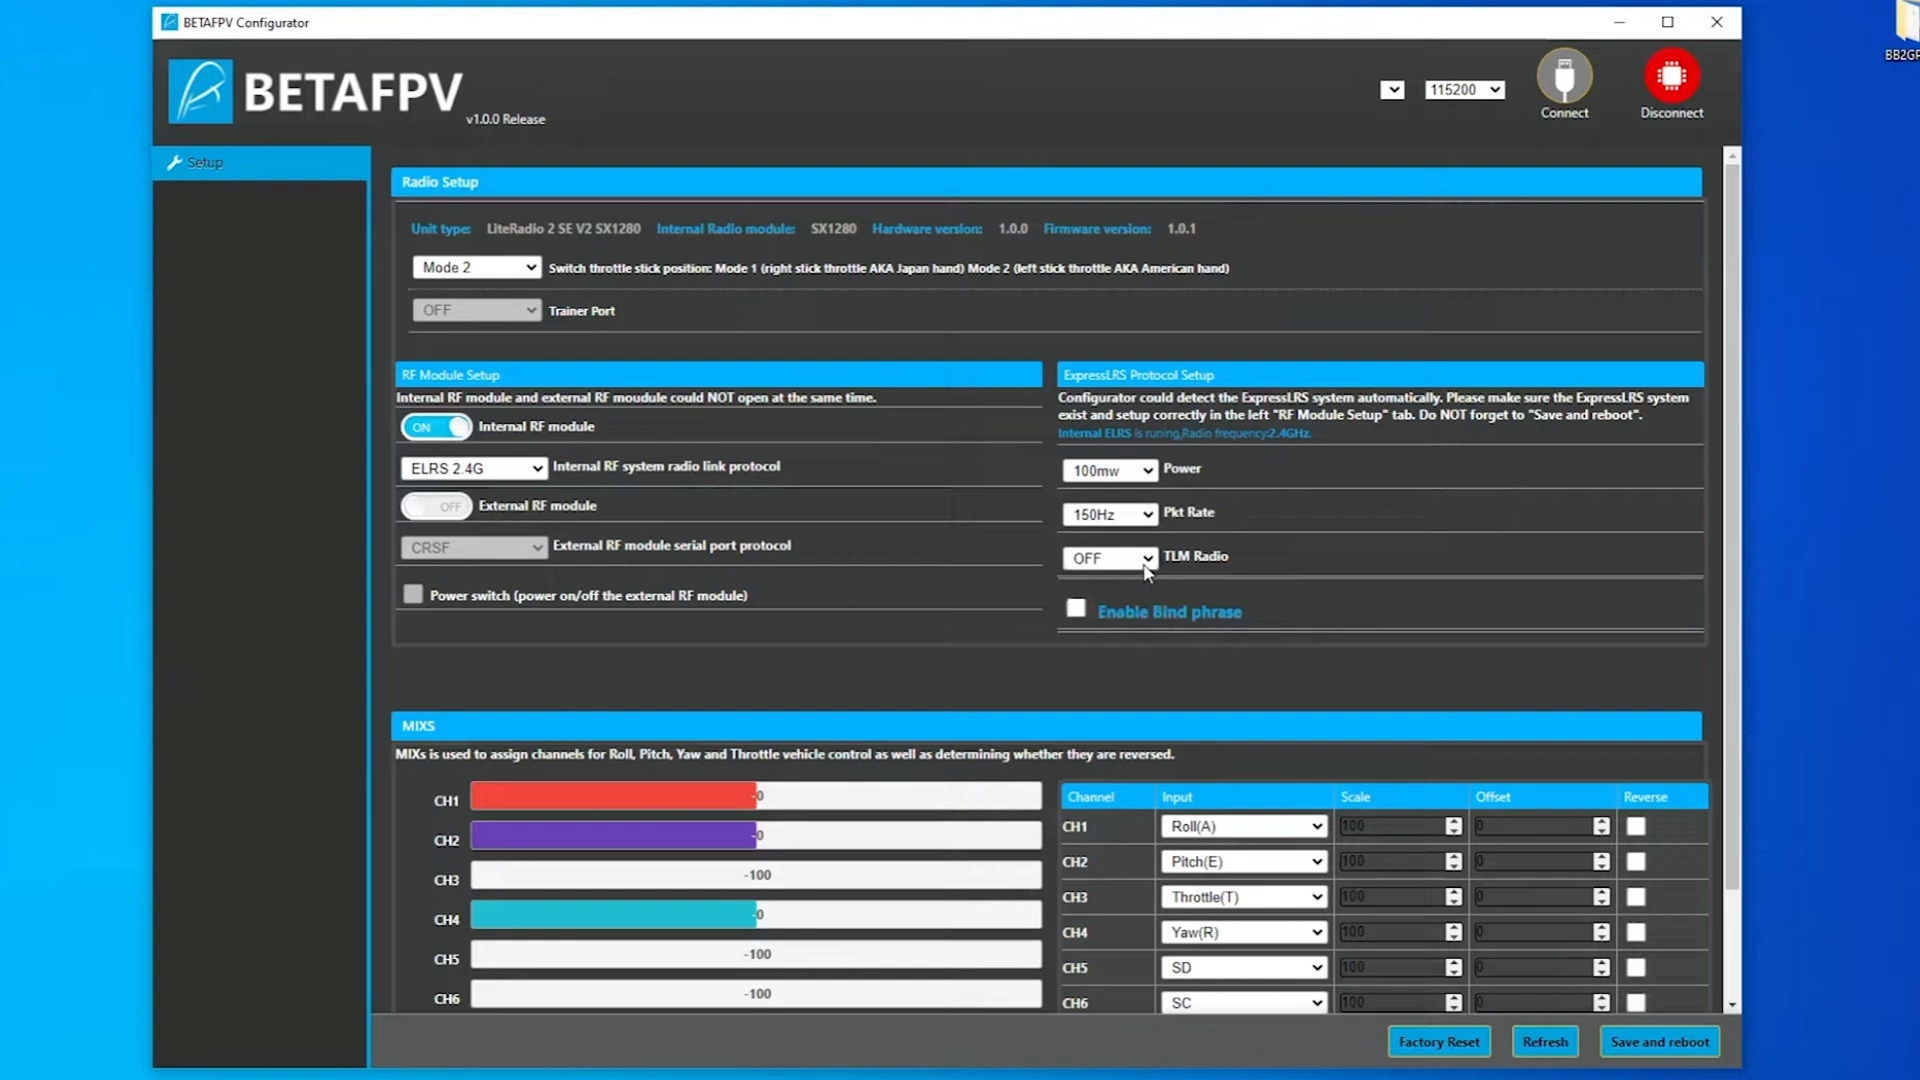 BETAFPV Configurator
BB2GF
BETAFPV
v1.0.0 Release
115200
Connect
Disconnect
Setup
Radio Setup
Unit type: LiteRadio 2 SE V2 SX1280 Internal Radio module: SX1280 Hardware version: 1.0.0 Firmware version: 1.0.1
Mode 2 Switch throttle stick position: Mode 1 (right stick throttle AKA Japan hand) Mode 2 (left stick throttle AKA American hand)
OFF Trainer Port
RF Module Setup
Internal RF module and external RF moudule could NOT open at the same time.
ON Internal RF module
ELRS 2.4G Internal RF system radio link protocol
OFF External RF module
CRSF External RF module serial port protocol
Power switch (power on/off the external RF module)
ExpressLRS Protocol Setup
Configurator could detect the ExpressLRS system automatically. Please make sure the ExpressLRS system
exist and setup correctly in the left "RF Module Setup" tab. Do NOT forget to "Save and reboot".
Internal ELRS is runing,Radio frequency:2.4GHz.
100mw Power
150Hz Pkt Rate
OFF TLM Radio
Enable Bind phrase
MIXS
MIXs is used to assign channels for Roll, Pitch, Yaw and Throttle vehicle control as well as determining whether they are reversed.
CH1 -0
CH2 -0
CH3 -100
CH4 -0
CH5 -100
CH6 -100
Channel Input Scale Offset Reverse
CH1 Roll(A) 100 0
CH2 Pitch(E) 100 0
CH3 Throttle(T) 100 0
CH4 Yaw(R) 100 0
CH5 SD 100 0
CH6 SC 100 0
Factory Reset Refresh Save and reboot